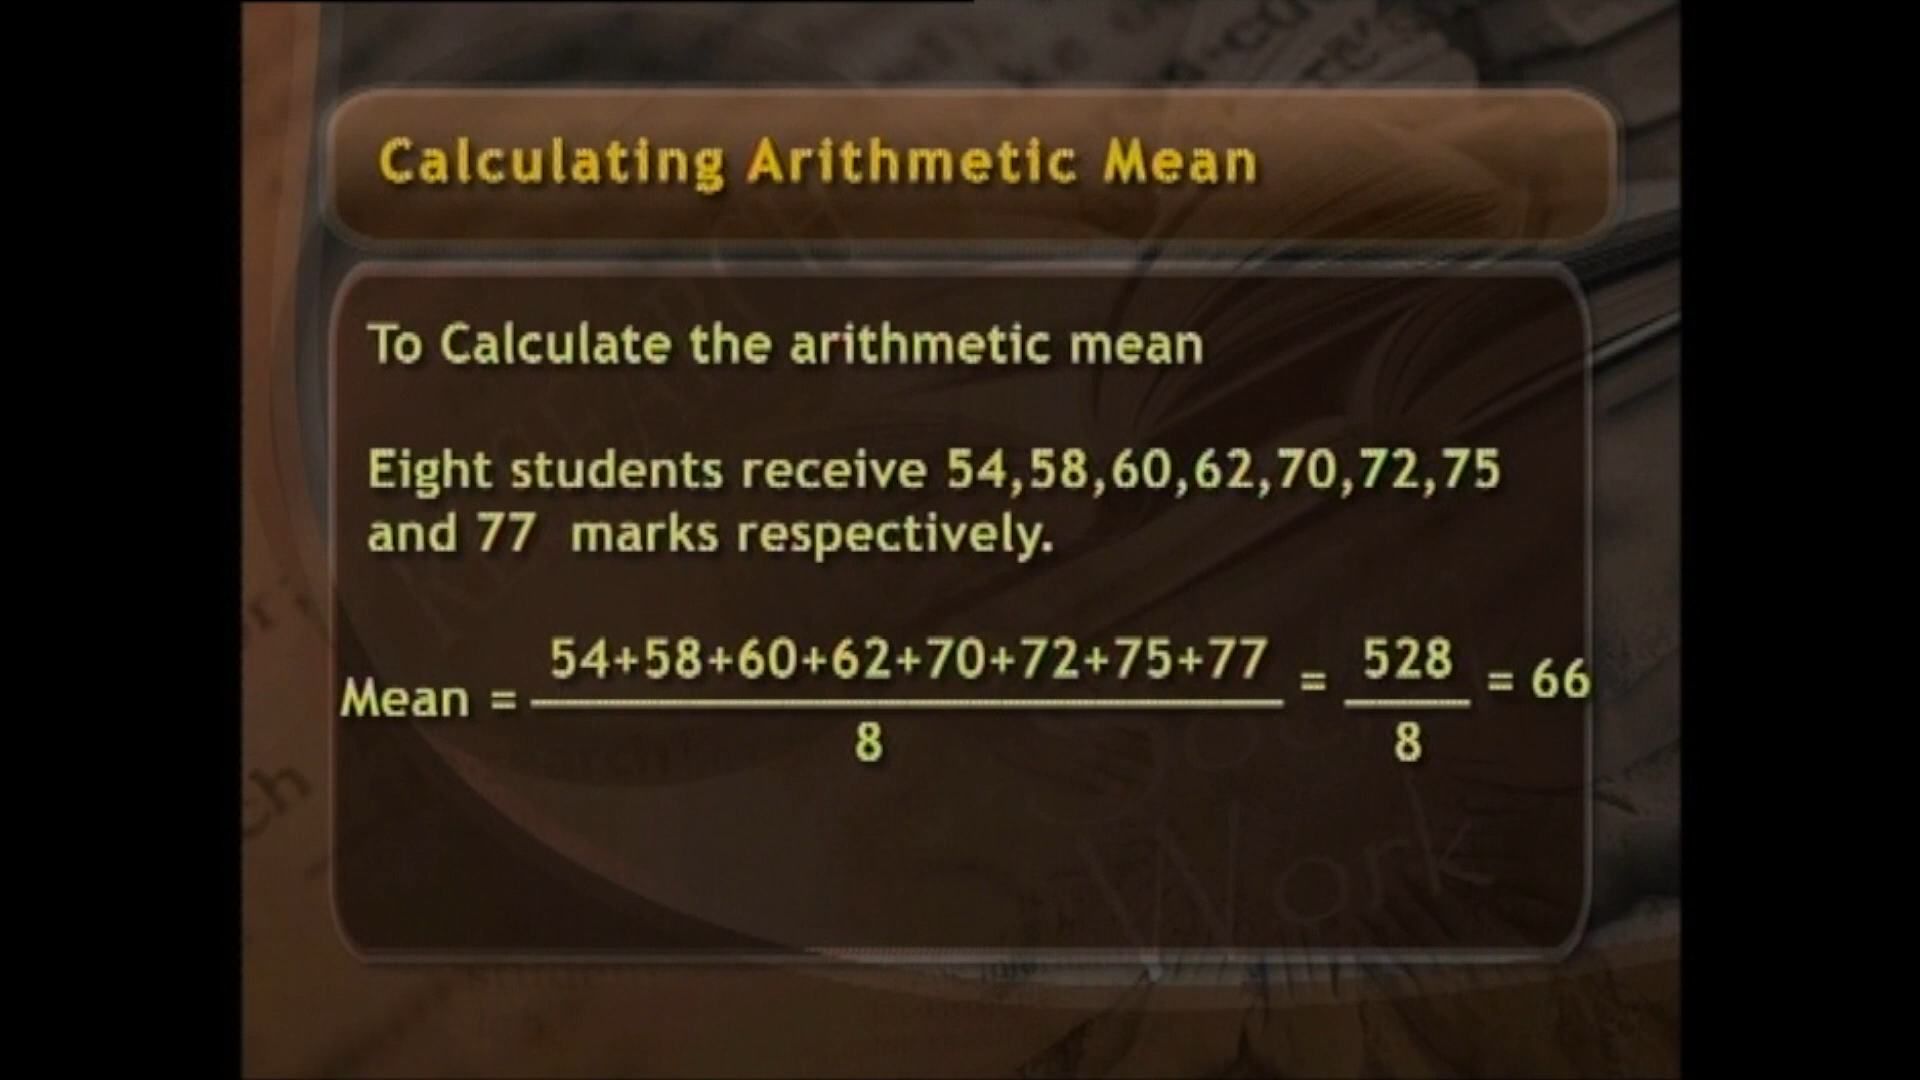 Calculating Arithmetic Mean
To Calculate the arithmetic mean
Eight students receive 54,58,60,62,70,72,75
and 77 marks respectively.
Mean = 54+58+60+62+70+72+75+77 / 8 = 528 / 8 = 66